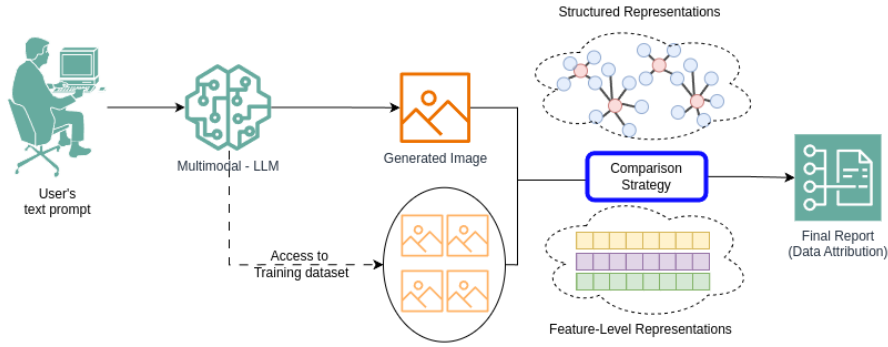 Structured Representations
User's
text prompt
Multimodal - LLM
Generated Image
Access to
Training dataset
Comparison
Strategy
Feature-Level Representations
Final Report
(Data Attribution)